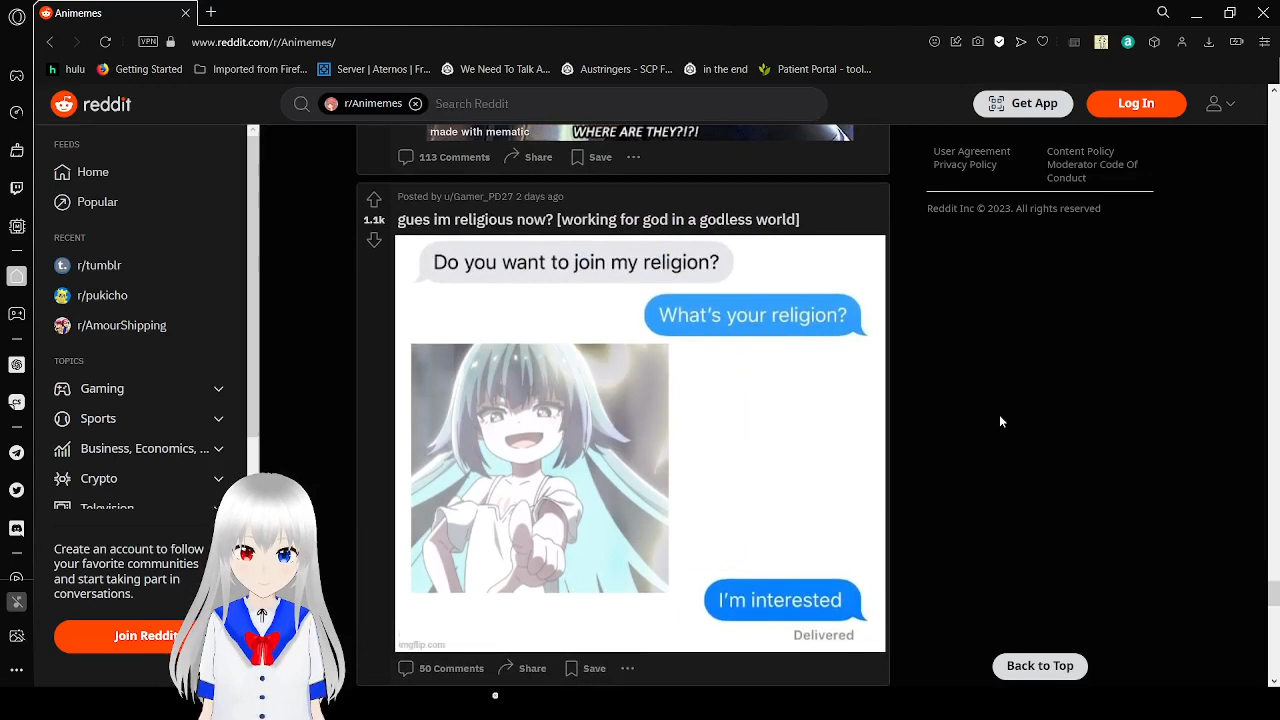 Animemes
VPN
www.reddit.com/r/Animemes/
h hulu
Getting Started
Imported from Firef...
Server | Aternos | Fr...
We Need To Talk A...
Austringers - SCP F...
in the end
Patient Portal - tool...
reddit
r/Animemes
Search Reddit
Get App
Log In
FEEDS
Home
Popular
RECENT
r/tumblr
r/pukicho
r/AmourShipping
TOPICS
Gaming
Sports
Business, Economics, ...
Crypto
Television
Create an account to follow
your favorite communities
and start taking part in
conversations.
Join Reddit
made with mematic
WHERE ARE THEY?!?!
113 Comments
Share
Save
Posted by u/Gamer_PD27 2 days ago
1.1k
gues im religious now? [working for god in a godless world]
Do you want to join my religion?
What's your religion?
I'm interested
Delivered
imgflip.com
50 Comments
Share
Save
User Agreement
Privacy Policy
Content Policy
Moderator Code Of
Conduct
Reddit Inc © 2023. All rights reserved
Back to Top